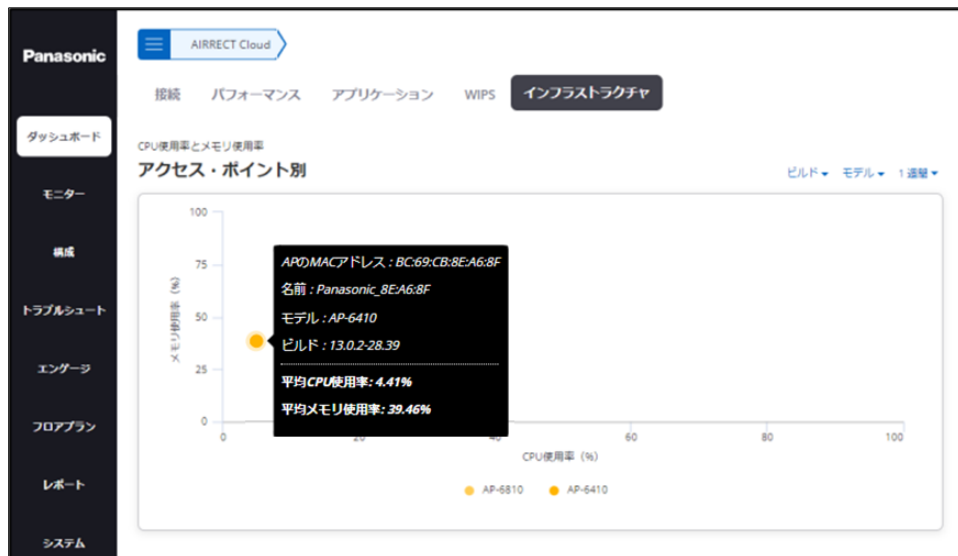 Panasonic
AIRRECT Cloud
接続 パフォーマンス アプリケーション WIPS インフラストラクチャ
ダッシュボード
モニター
構成
トラブルシュート
エンゲージ
フロアプラン
レポート
システム
CPU使用率とメモリ使用率
アクセス・ポイント別
ビルド モデル 1 週間
100
75
50
25
0
メモリ使用率 (%)
APのMACアドレス : BC:69:CB:8E:A6:8F
名前 : Panasonic_8E:A6:8F
モデル : AP-6410
ビルド : 13.0.2-28.39
平均CPU使用率: 4.41%
平均メモリ使用率: 39.46%
0 20 40 60 80 100
CPU使用率 (%)
AP-6810 AP-6410